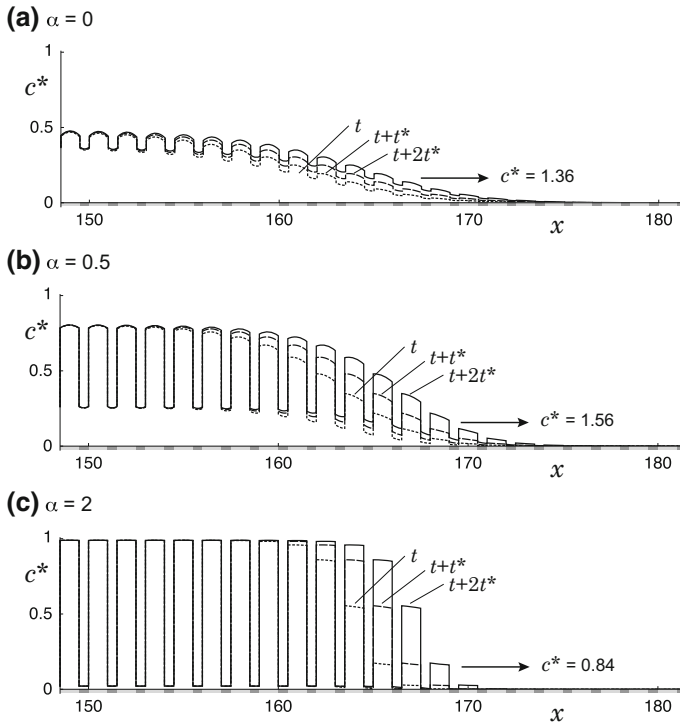 (a) α = 0
1
c*
0.5
0
t
t+t*
t+2t*
c* = 1.36
150
160
170
180
x
(b) α = 0.5
1
c*
0.5
0
t
t+t*
t+2t*
c* = 1.56
150
160
170
180
x
(c) α = 2
1
c*
0.5
0
t
t+t*
t+2t*
c* = 0.84
150
160
170
180
x